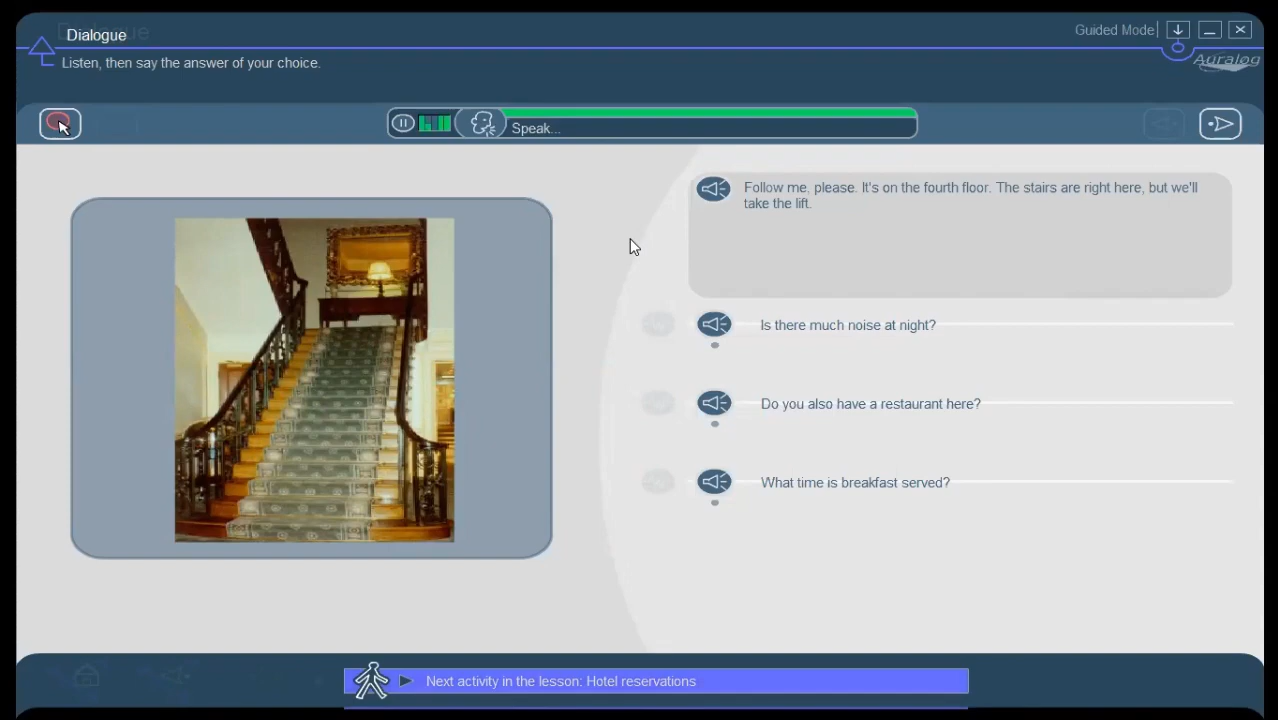 Dialogue
Guided Mode
Listen, then say the answer of your choice.
Auralog
Speak...
Follow me, please. It's on the fourth floor. The stairs are right here, but we'll
take the lift.
Is there much noise at night?
Do you also have a restaurant here?
What time is breakfast served?
Next activity in the lesson: Hotel reservations